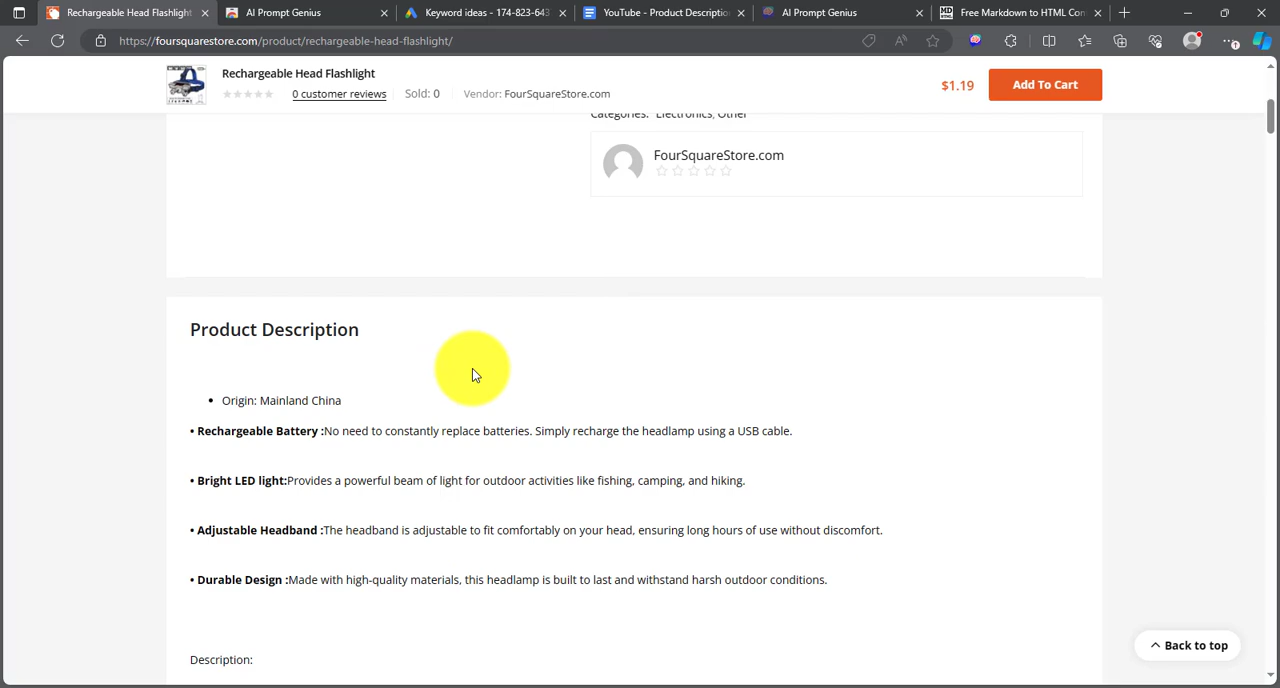 Rechargeable Head Flashlight
AI Prompt Genius
Keyword ideas - 174-823-643
YouTube - Product Descriptio
AI Prompt Genius
Free Markdown to HTML Con
https://foursquarestore.com/product/rechargeable-head-flashlight/
Rechargeable Head Flashlight
0 customer reviews
Sold: 0
Vendor: FourSquareStore.com
$1.19
Add To Cart
Categories: Electronics, Other
FourSquareStore.com
Product Description
• Origin: Mainland China
• Rechargeable Battery :No need to constantly replace batteries. Simply recharge the headlamp using a USB cable.
• Bright LED light:Provides a powerful beam of light for outdoor activities like fishing, camping, and hiking.
• Adjustable Headband :The headband is adjustable to fit comfortably on your head, ensuring long hours of use without discomfort.
• Durable Design :Made with high-quality materials, this headlamp is built to last and withstand harsh outdoor conditions.
Back to top
Description: